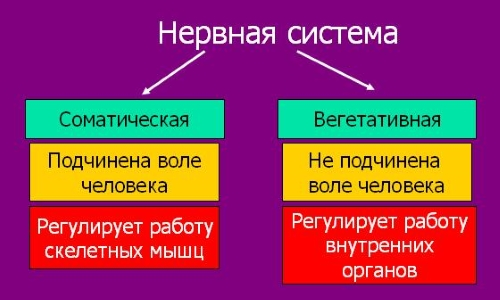 Нервная система
Соматическая
Подчинена воле
человека
Регулирует работу
скелетных мышц
Вегетативная
Не подчинена
воле человека
Регулирует работу
внутренних
органов